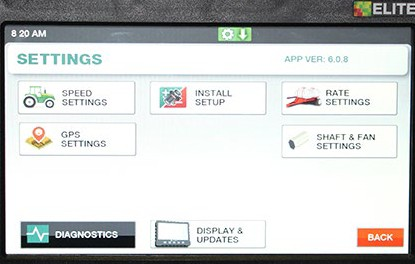 ELITE
8 20 AM
SETTINGS
APP VER: 6.0.8
SPEED
SETTINGS
INSTALL
SETUP
RATE
SETTINGS
GPS
SETTINGS
SHAFT & FAN
SETTINGS
DIAGNOSTICS
DISPLAY &
UPDATES
BACK